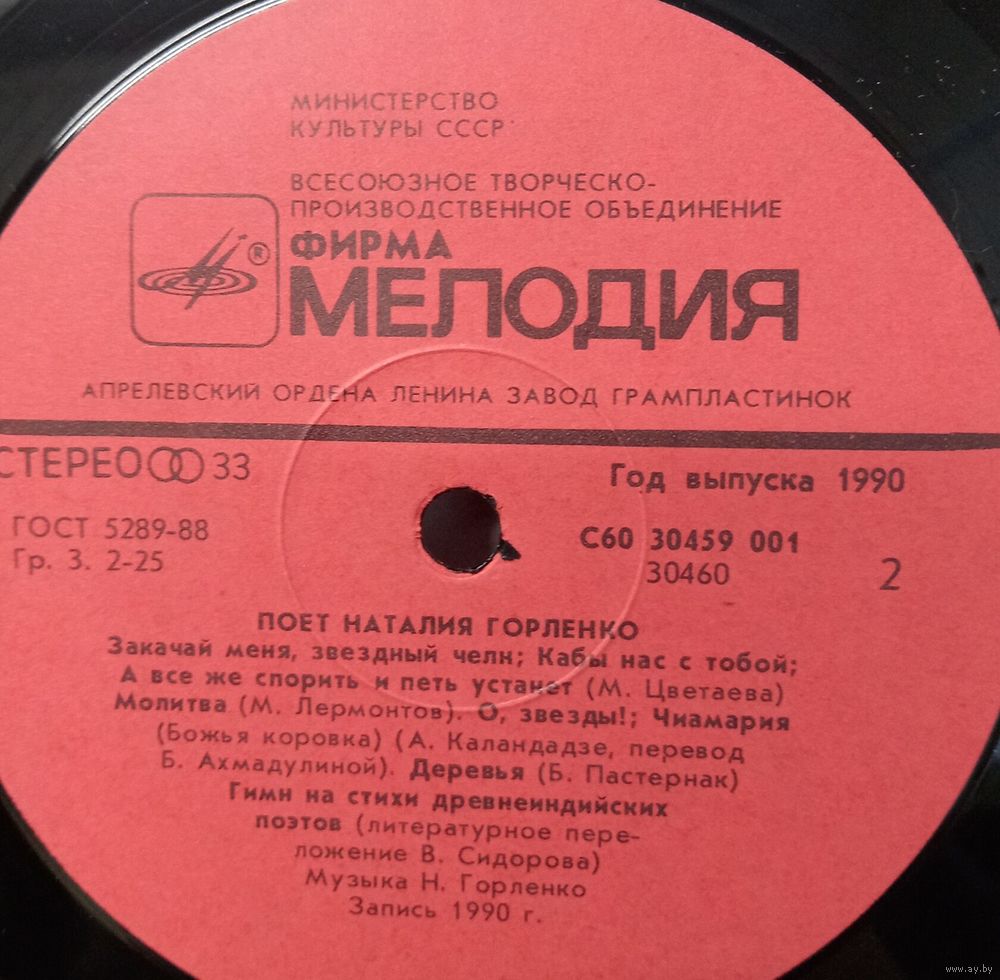 МИНИСТЕРСТВО
КУЛЬТУРЫ СССР
ВСЕСОЮЗНОЕ ТВОРЧЕСКО-
ПРОИЗВОДСТВЕННОЕ ОБЪЕДИНЕНИЕ
®
ФИРМА
МЕЛОДИЯ
АПРЕЛЕВСКИЙ ОРДЕНА ЛЕНИНА ЗАВОД ГРАМПЛАСТИНОК
СТЕРЕО 33
Год выпуска 1990
ГОСТ 5289-88
Гр. 3. 2-25
С60 30459 001
30460
2
ПОЕТ НАТАЛИЯ ГОРЛЕНКО
Закачай меня, звездный челн; Кабы нас с тобой;
А все же спорить и петь устанет (М. Цветаева)
Молитва (М. Лермонтов). О, звезды!; Чиамария
(Божья коровка) (А. Каландадзе, перевод
Б. Ахмадулиной). Деревья (Б. Пастернак)
Гимн на стихи древнеиндийских
поэтов (литературное пере-
ложение В. Сидорова)
Музыка Н. Горленко
Запись 1990 г.
www.ay.by